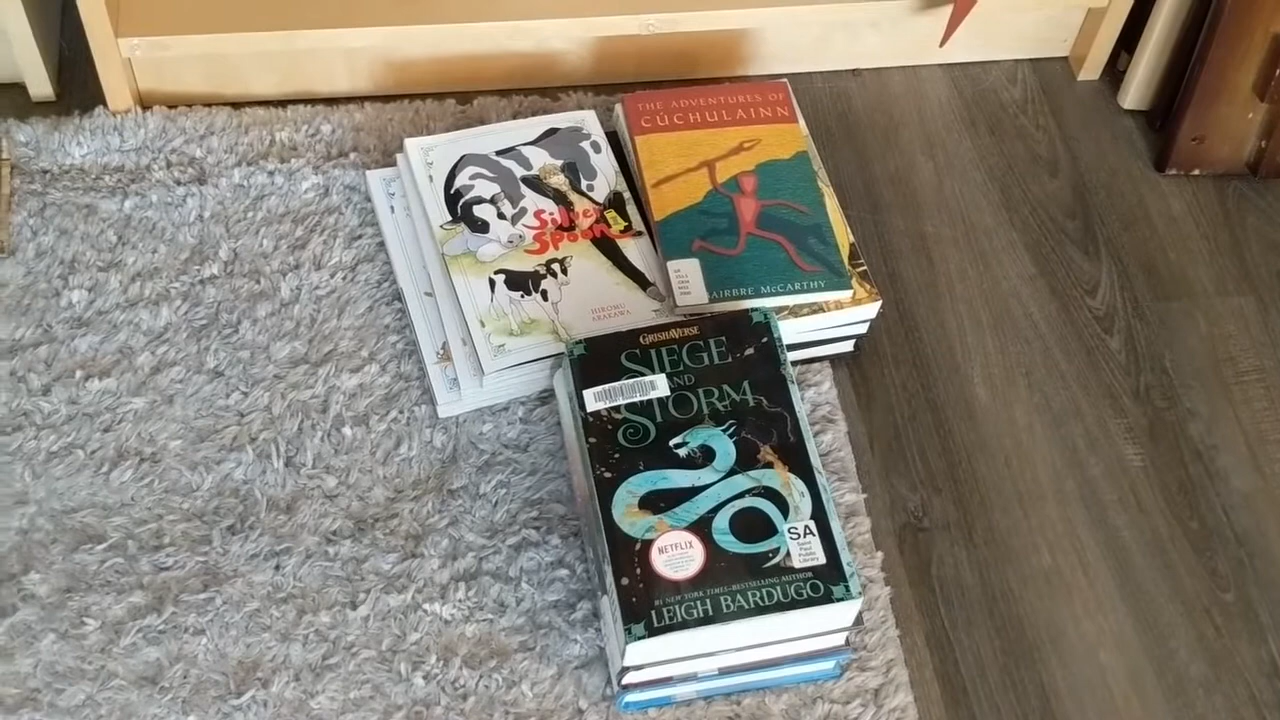 THE ADVENTURES OF
CÚCHULAINN
AIRBRE MCCARTHY
Silver
Spoon
HIROMU
ARAKAWA
GRISHAVERSE
SIEGE
AND
STORM
NETFLIX
SA
Saint
Paul
Public
Library
#1 NEW YORK TIMES-BESTSELLING AUTHOR
LEIGH BARDUGO